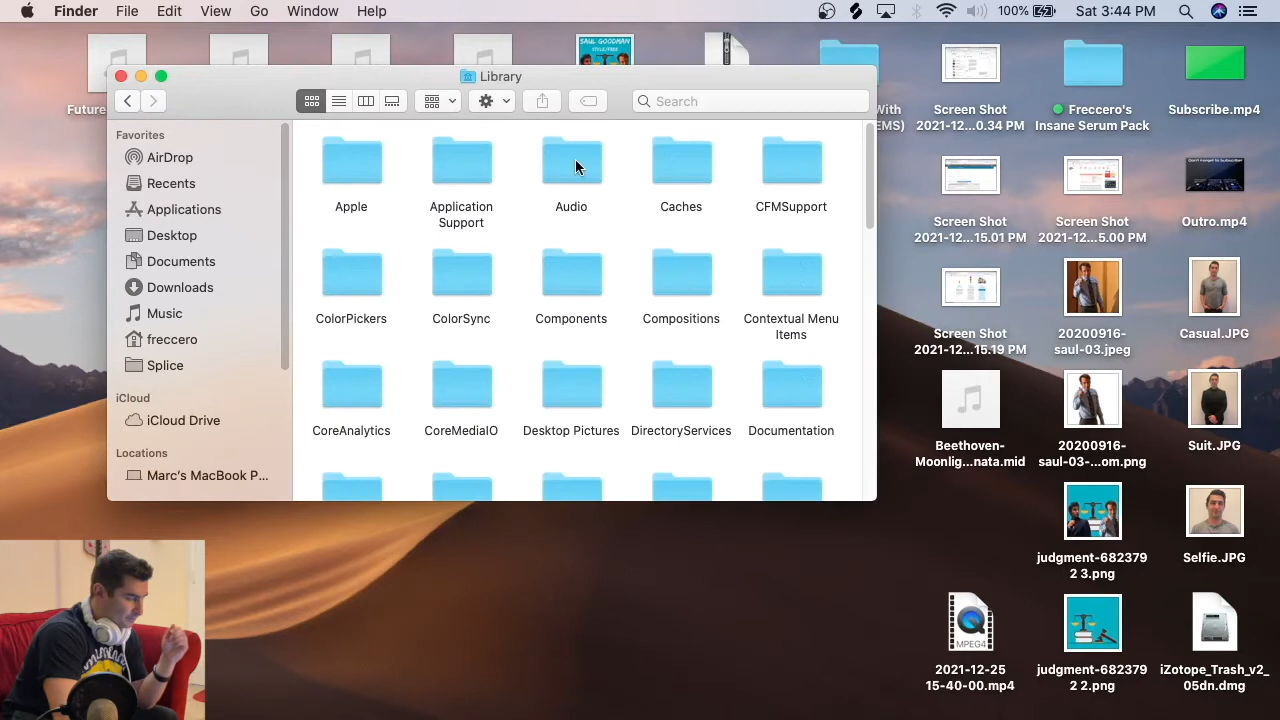 Finder File Edit View Go Window Help
100% Sat 3:44 PM
Library
Search
Favorites
AirDrop
Recents
Applications
Desktop
Documents
Downloads
Music
freccero
Splice
iCloud
iCloud Drive
Locations
Marc's MacBook P...
Apple
Application
Support
Audio
Caches
CFMSupport
ColorPickers
ColorSync
Components
Compositions
Contextual Menu
Items
CoreAnalytics
CoreMediaIO
Desktop Pictures
DirectoryServices
Documentation
Future
SAUL GOODMAN
STYLE/FREE
With
EMS)
Screen Shot
2021-12...0.34 PM
Freccero's
Insane Serum Pack
Subscribe.mp4
Screen Shot
2021-12...15.01 PM
Screen Shot
2021-12...5.00 PM
Outro.mp4
Screen Shot
2021-12...15.19 PM
20200916-
saul-03.jpeg
Casual.JPG
Beethoven-
Moonlig...nata.mid
20200916-
saul-03-...om.png
Suit.JPG
judgment-682379
2 3.png
Selfie.JPG
MPEG4
2021-12-25
15-40-00.mp4
judgment-682379
2 2.png
iZotope_Trash_v2_
05dn.dmg